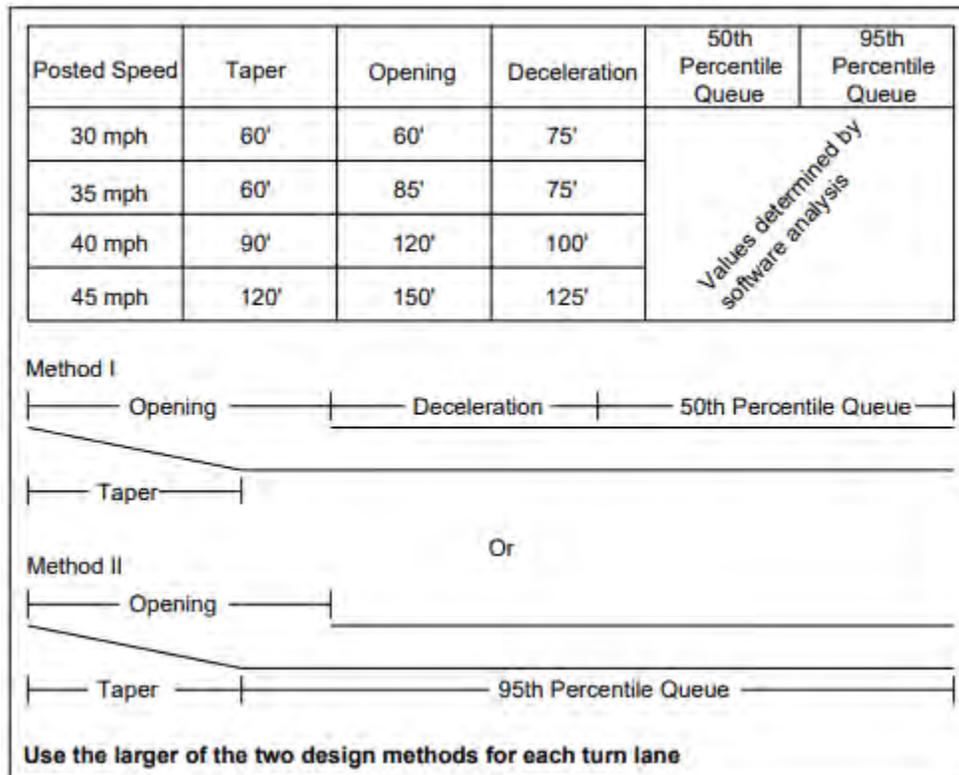 Posted Speed Taper Opening Deceleration 50th Percentile Queue 95th Percentile Queue
30 mph 60' 60' 75'
35 mph 60' 85' 75'
40 mph 90' 120' 100'
45 mph 120' 150' 125'
Values determined by
software analysis
Method I
Opening Deceleration 50th Percentile Queue
Taper
Or
Method II
Opening
Taper 95th Percentile Queue
Use the larger of the two design methods for each turn lane